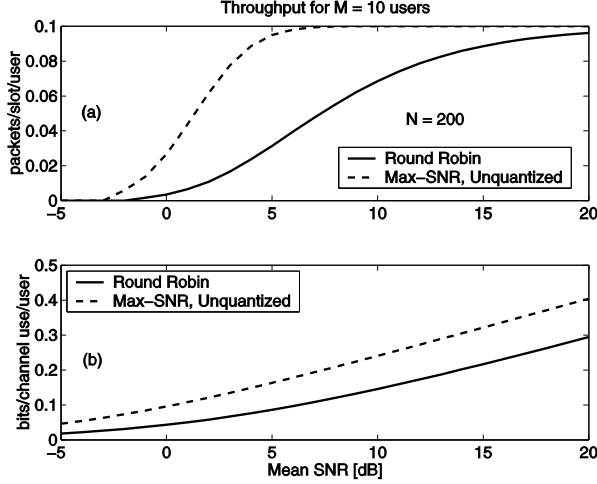 Throughput for M = 10 users
packets/slot/user
0.1
0.08
0.06
0.04
0.02
0
(a)
N = 200
Round Robin
Max−SNR, Unquantized
−5 0 5 10 15 20
bits/channel use/user
0.5
0.4
0.3
0.2
0.1
0
Round Robin
Max−SNR, Unquantized
(b)
−5 0 5 10 15 20
Mean SNR [dB]